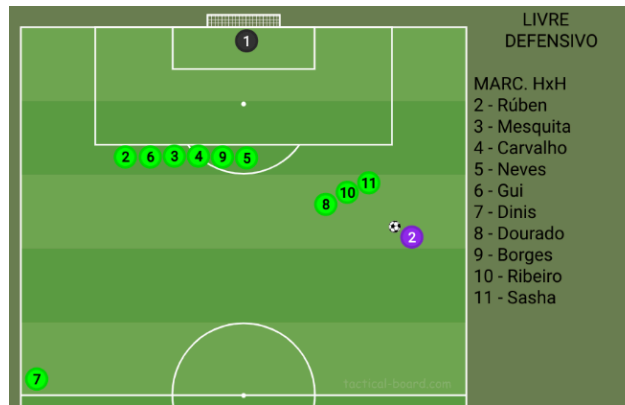 LIVRE
DEFENSIVO
MARC. HxH
2 - Rúben
3 - Mesquita
4 - Carvalho
5 - Neves
6 - Gui
7 - Dinis
8 - Dourado
9 - Borges
10 - Ribeiro
11 - Sasha
1
2 6 3 4 9 5
11
10
8
2
7
tactical-board.com